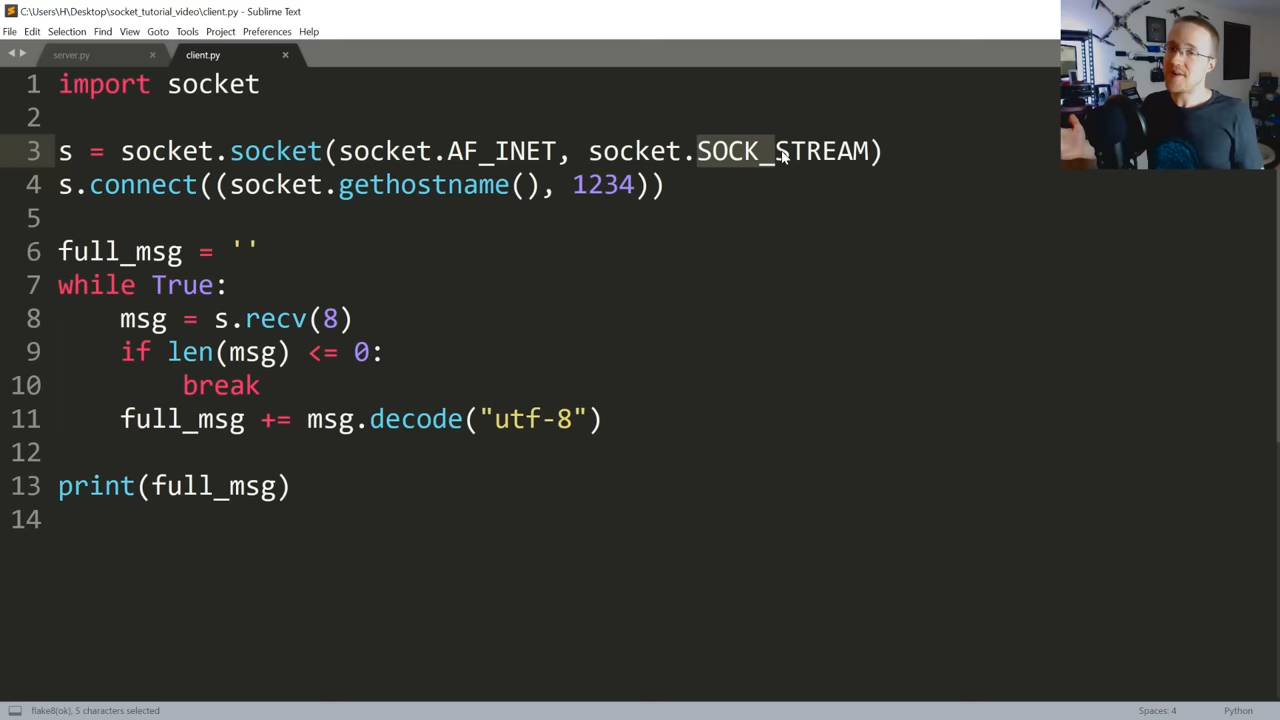 C:\Users\H\Desktop\socket_tutorial_video\client.py - Sublime Text
File Edit Selection Find View Goto Tools Project Preferences Help
server.py × client.py ×
1 import socket
2
3 s = socket.socket(socket.AF_INET, socket.SOCK_STREAM)
4 s.connect((socket.gethostname(), 1234))
5
6 full_msg = ''
7 while True:
8     msg = s.recv(8)
9     if len(msg) <= 0:
10         break
11     full_msg += msg.decode("utf-8")
12
13 print(full_msg)
14
flake8(ok), 5 characters selected Spaces: 4 Python